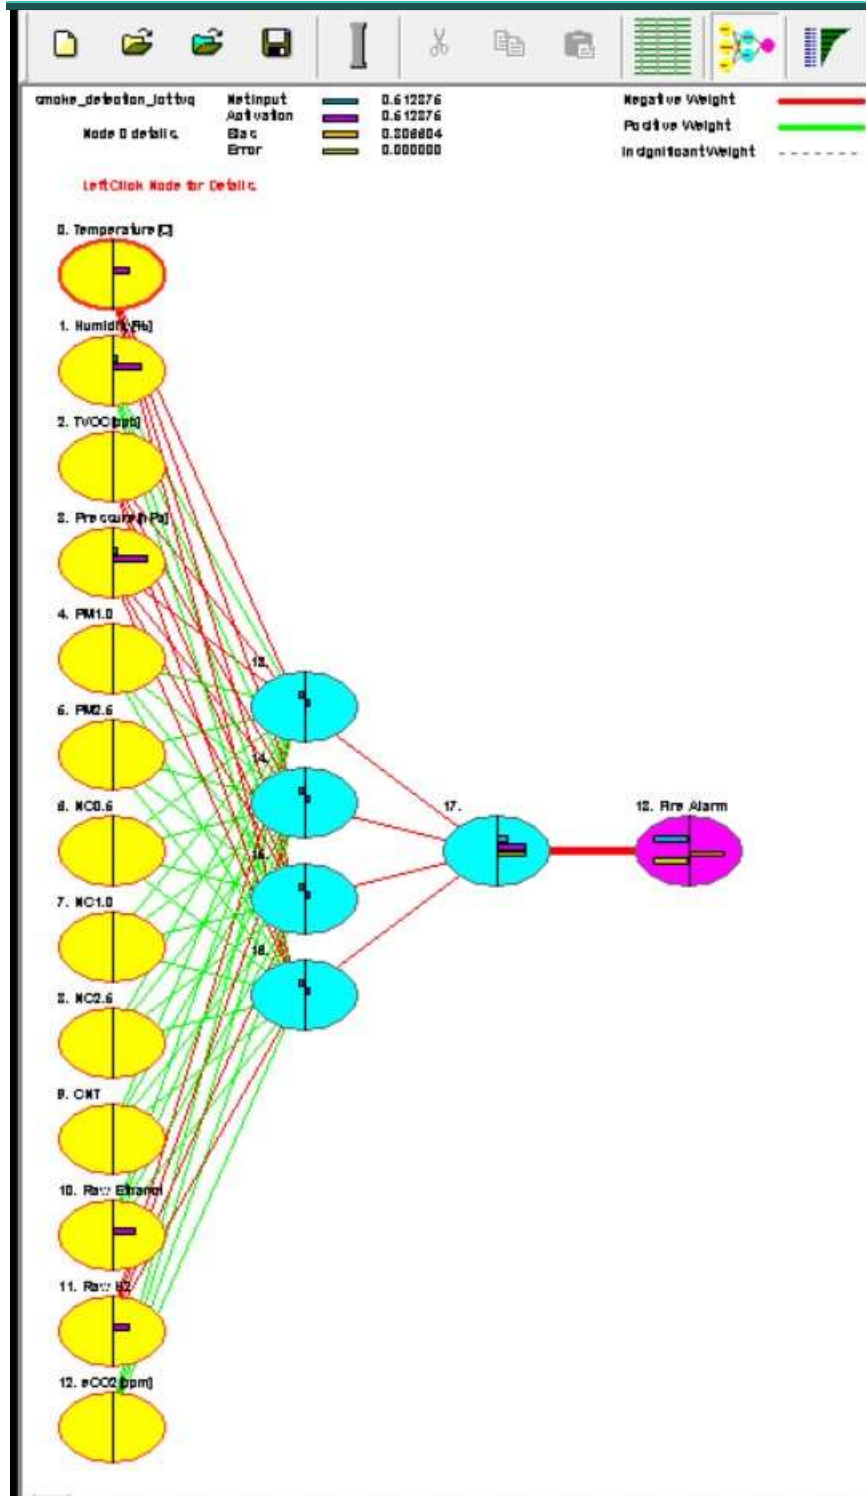 Node 0 details.
NetInput 0.612876
Activation 0.612876
Bias
Error 0.000000
Negative Weight
Positive Weight
Insignificant Weight
Left Click Node for Details.
0. Temperature[C]
1. Humidity[%]
2. TVOC[ppb]
3. Pressure[hPa]
4. PM1.0
5. PM2.5
6. NC0.5
7. NC1.0
8. NC2.5
9. CNT
10. Raw Ethanol
11. Raw H2
12. eCO2[ppm]
13.
14.
15.
16.
17.
18. Fire Alarm